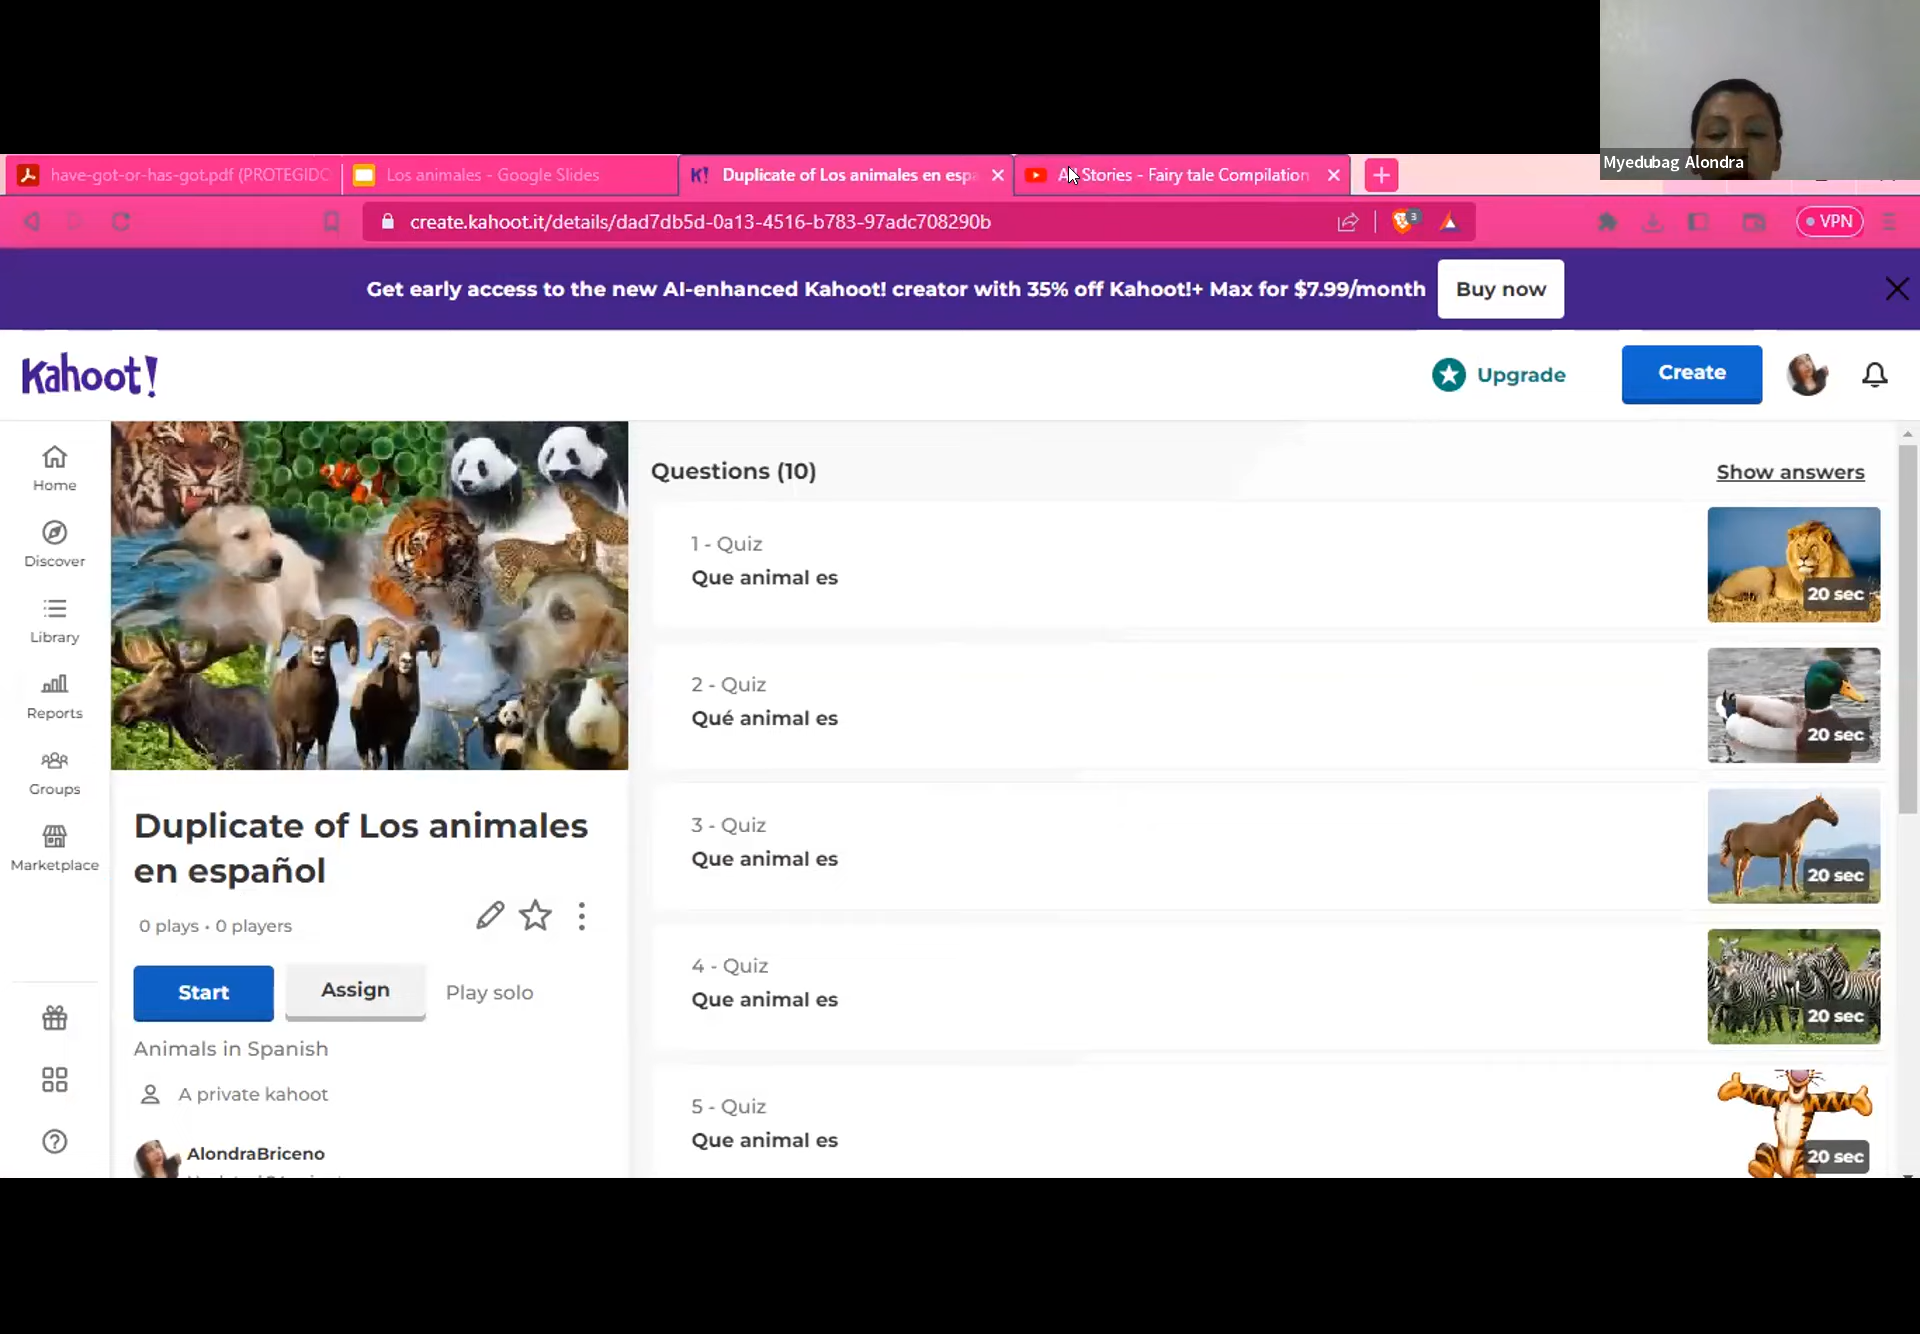 Myedubag Alondra
have-got-or-has-got.pdf (PROTEGIDO
Los animales - Google Slides
Duplicate of Los animales en espa
Stories - Fairy tale Compilation
create.kahoot.it/details/dad7db5d-0a13-4516-b783-97adc708290b
3
VPN
Get early access to the new AI-enhanced Kahoot! creator with 35% off Kahoot!+ Max for $7.99/month
Buy now
Kahoot!
Upgrade
Create
Home
Discover
Library
Reports
Groups
Marketplace
Duplicate of Los animales
en español
0 plays • 0 players
Start
Assign
Play solo
Animals in Spanish
A private kahoot
AlondraBriceno
Questions (10)
Show answers
1 - Quiz
Que animal es
20 sec
2 - Quiz
Qué animal es
20 sec
3 - Quiz
Que animal es
20 sec
4 - Quiz
Que animal es
20 sec
5 - Quiz
Que animal es
20 sec